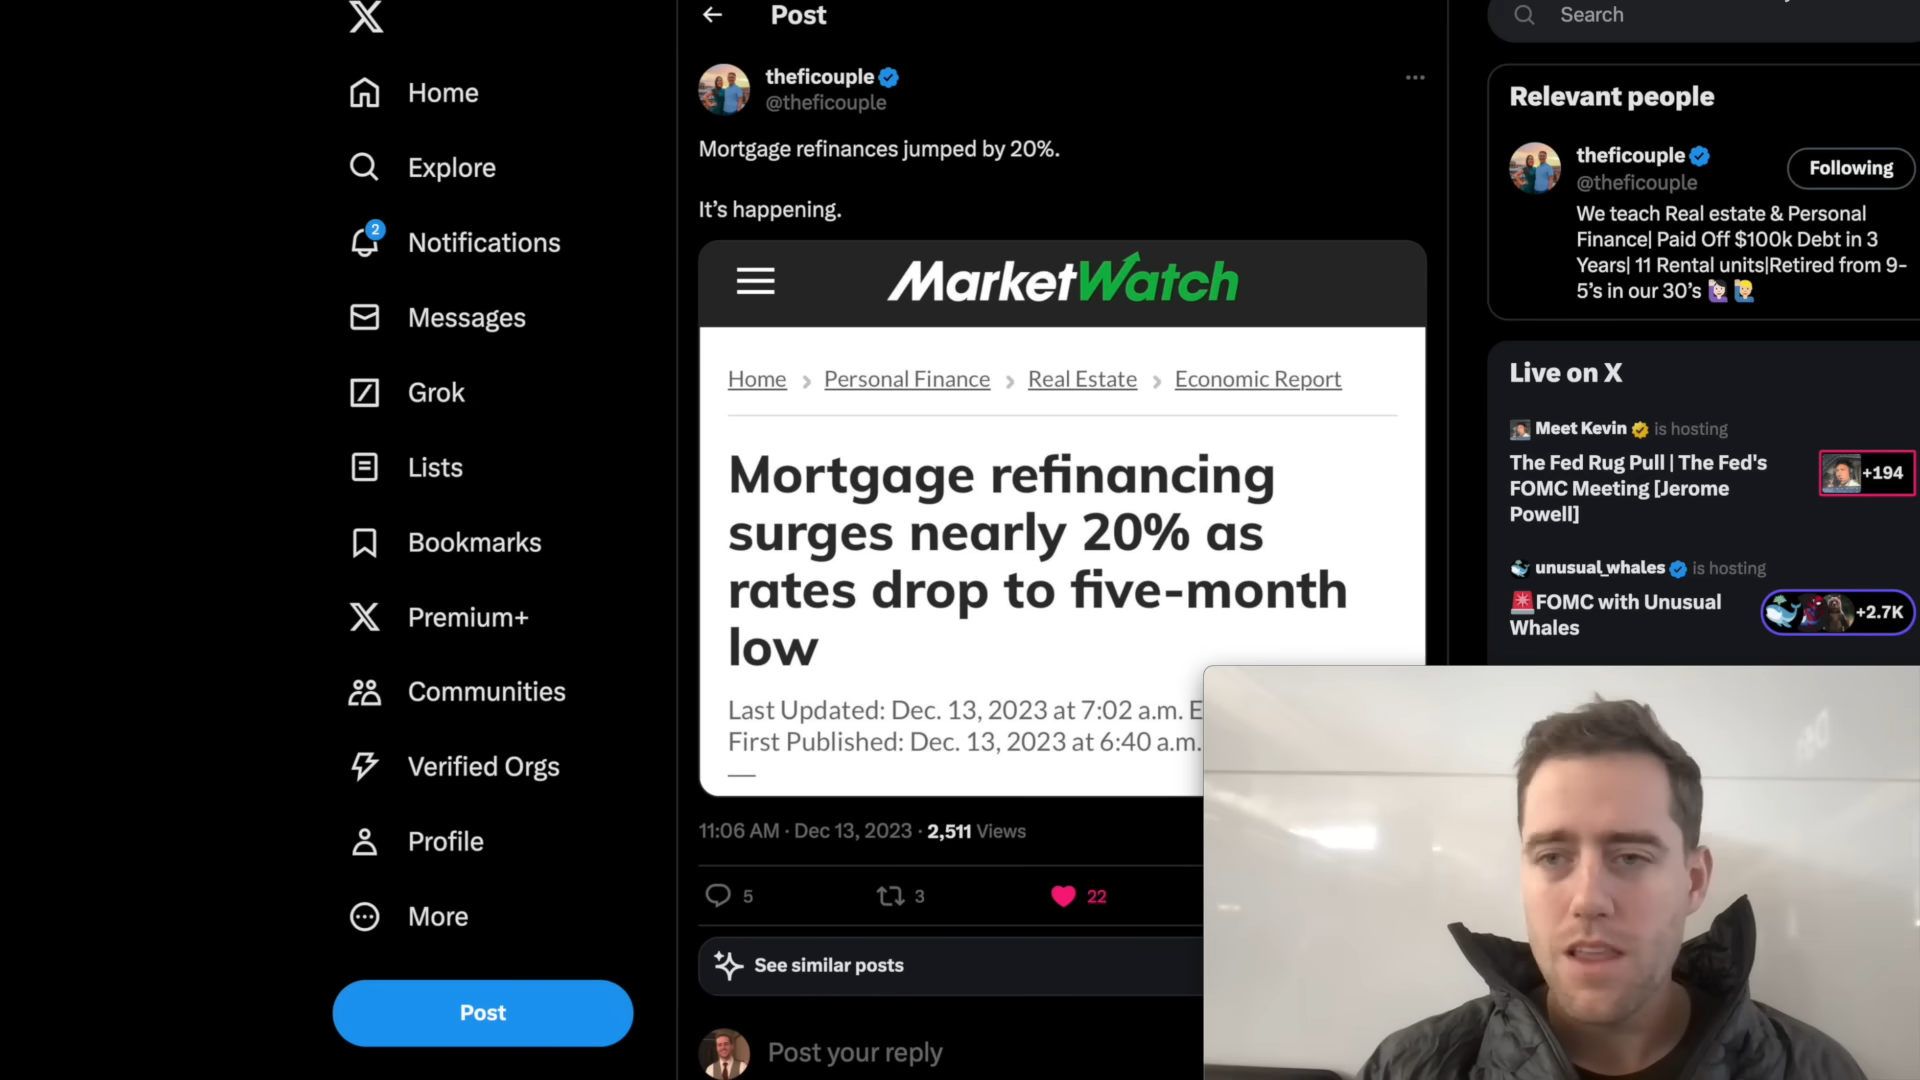 Home
Explore
2
Notifications
Messages
Grok
Lists
Bookmarks
Premium+
Communities
Verified Orgs
Profile
More
Post
Post
theficouple
@theficouple
Mortgage refinances jumped by 20%.
It's happening.
MarketWatch
Home > Personal Finance > Real Estate > Economic Report
Mortgage refinancing
surges nearly 20% as
rates drop to five-month
low
Last Updated: Dec. 13, 2023 at 7:02 a.m. E
First Published: Dec. 13, 2023 at 6:40 a.m.
11:06 AM · Dec 13, 2023 · 2,511 Views
5 3 22
See similar posts
Post your reply
Search
Relevant people
theficouple
Following
@theficouple
We teach Real estate & Personal
Finance| Paid Off $100k Debt in 3
Years| 11 Rental units|Retired from 9-
5's in our 30's 🙋🏻‍♀️ 🙋🏼‍♂️
Live on X
Meet Kevin is hosting
The Fed Rug Pull | The Fed's
FOMC Meeting [Jerome
Powell]
+194
unusual_whales is hosting
🚨FOMC with Unusual
Whales
+2.7K